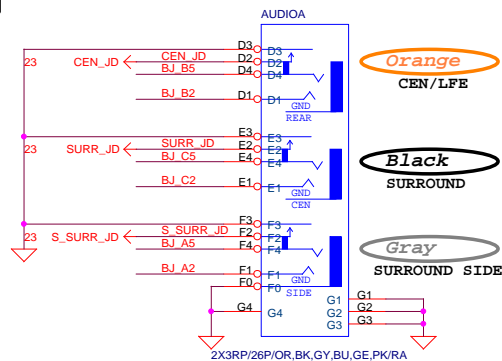 AUDIOA
D3 D3
23 CEN_JD CEN_JD D2 D2
BJ_B5 D4 D4
BJ_B2 D1 D1
GND
REAR
Orange
CEN/LFE
E3 E3
23 SURR_JD SURR_JD E2 E2
BJ_C5 E4 E4
BJ_C2 E1 E1
GND
CEN
Black
SURROUND
F3 F3
23 S_SURR_JD S_SURR_JD F2 F2
BJ_A5 F4 F4
BJ_A2 F1 F1
F0 F0
GND
SIDE
Gray
SURROUND SIDE
G4 G4
G1 G1
G2 G2
G3 G3
2X3RP/26P/OR,BK,GY,BU,GE,PK/RA